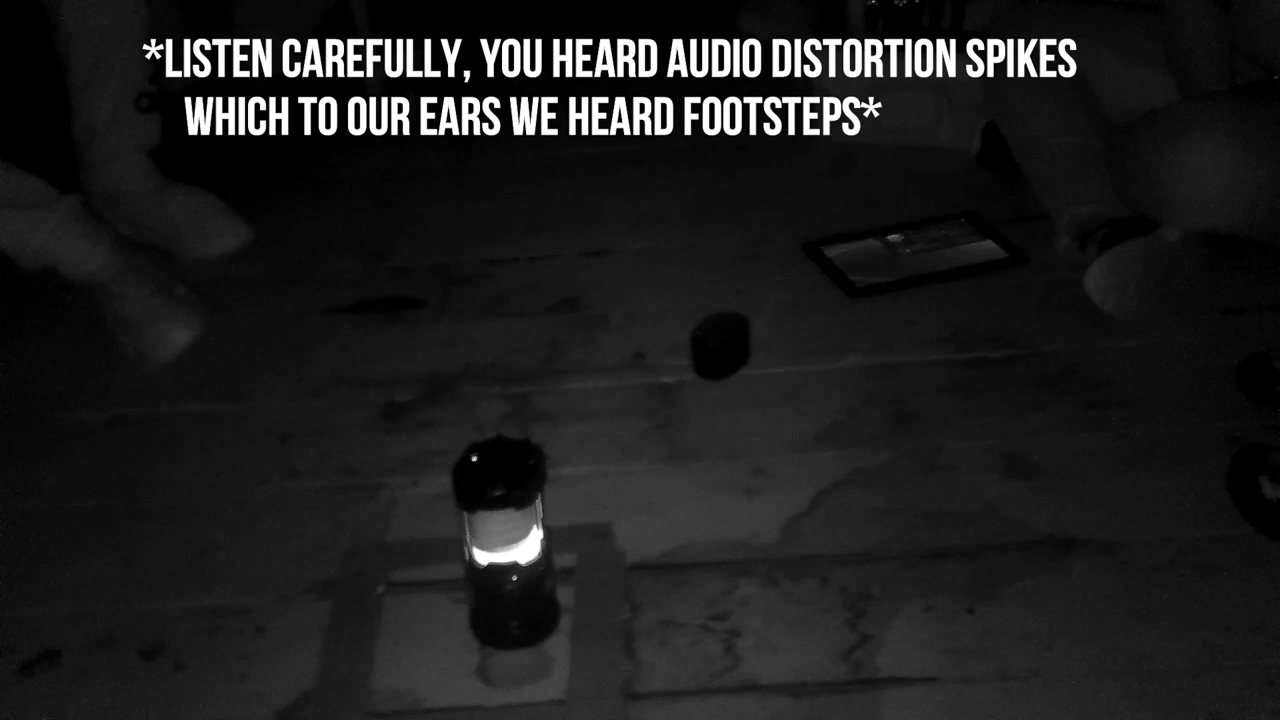 *LISTEN CAREFULLY, YOU HEARD AUDIO DISTORTION SPIKES
WHICH TO OUR EARS WE HEARD FOOTSTEPS*